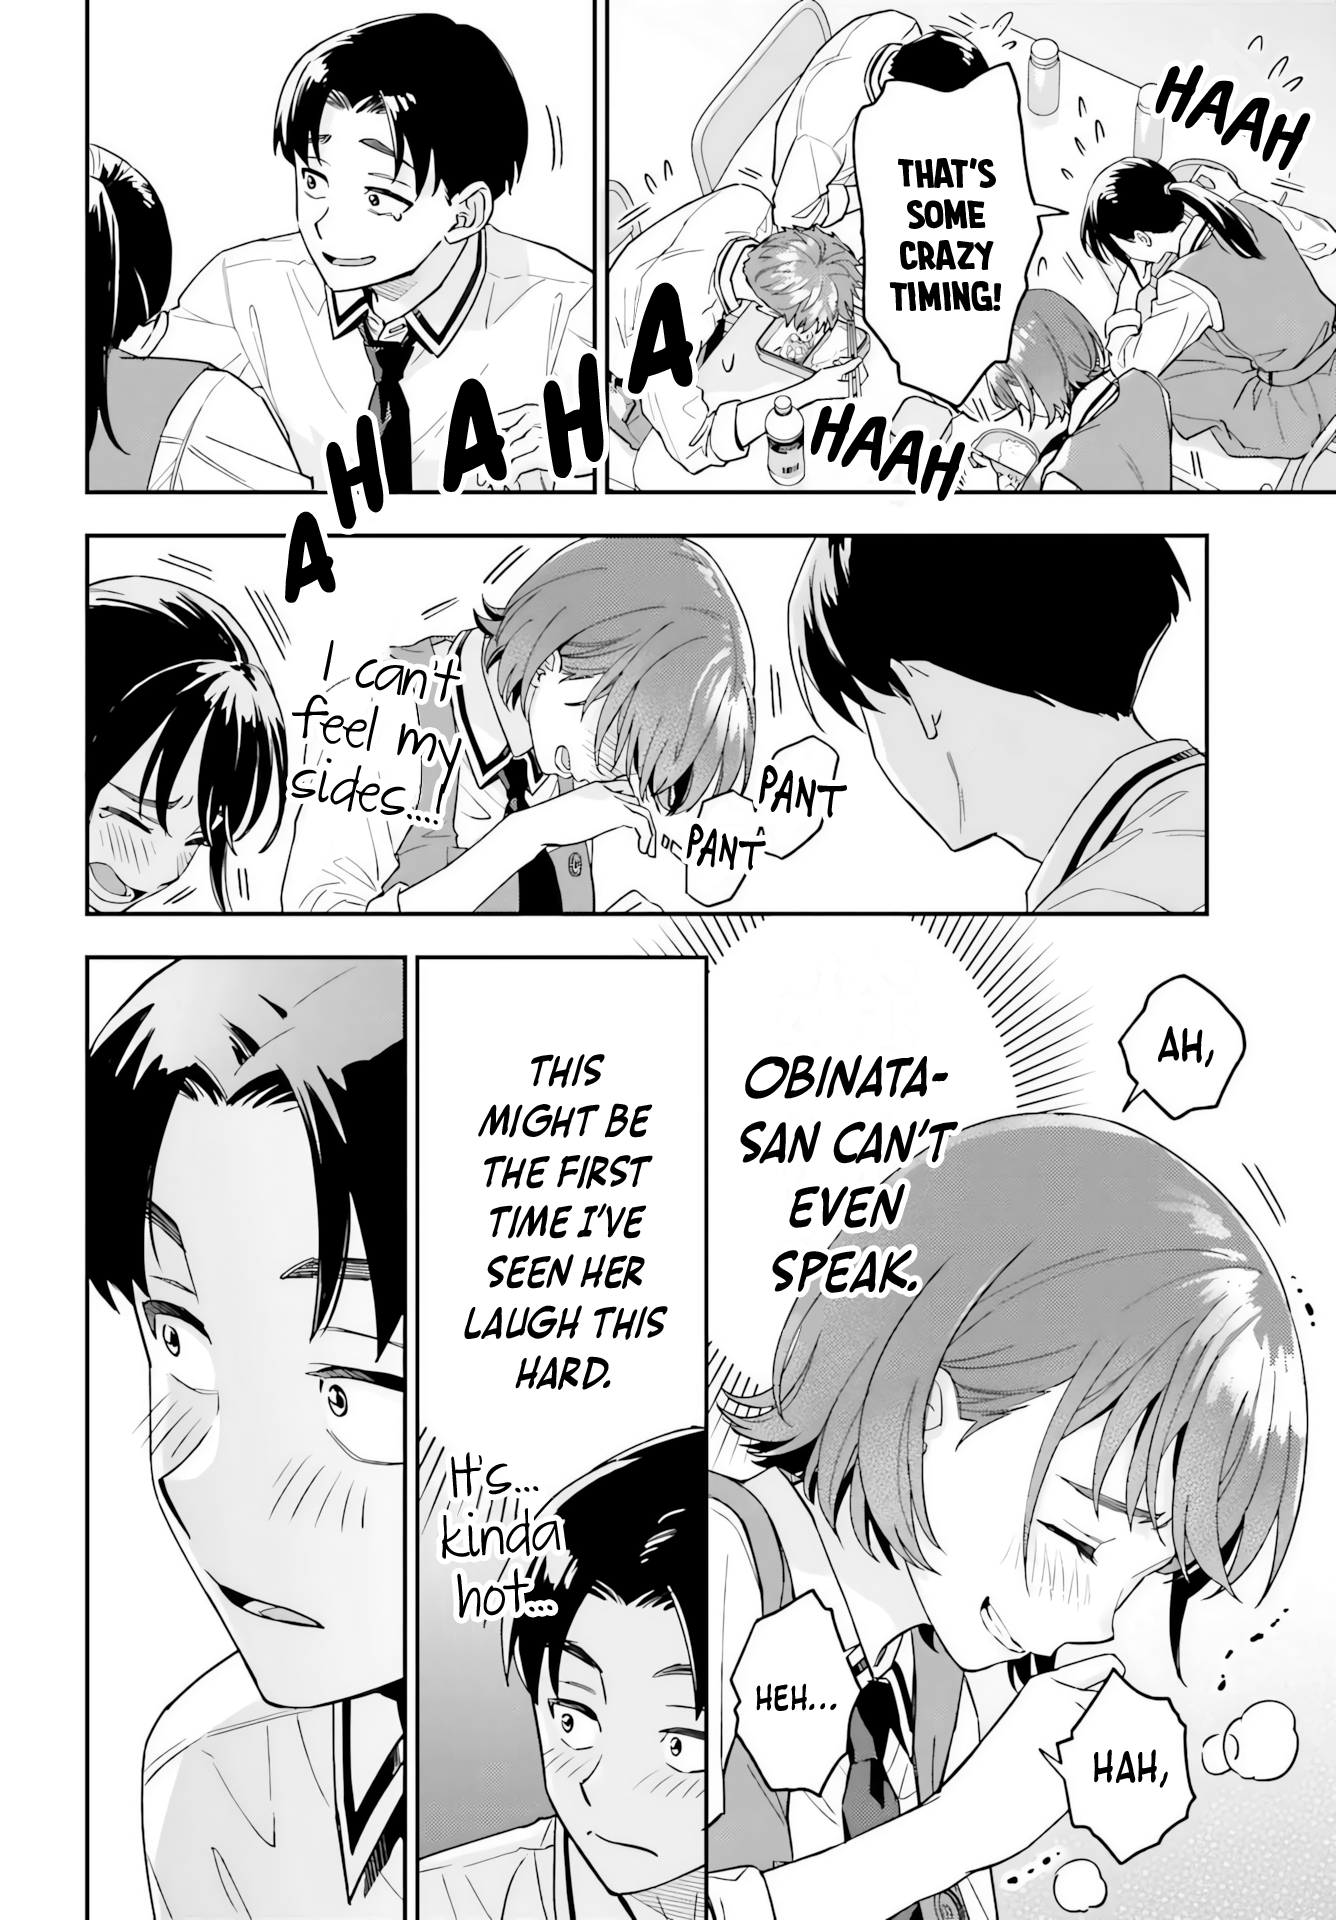 HAAH
THAT'S
SOME
CRAZY
TIMING!
HAAH
AHAHAHA
I can't
feel my
sides....!
PANT
PANT
AH,
OBINATA-
SAN CAN'T
EVEN
SPEAK.
HAH,
HEH...
THIS
MIGHT BE
THE FIRST
TIME I'VE
SEEN HER
LAUGH THIS
HARD.
It's...
kinda
hot...